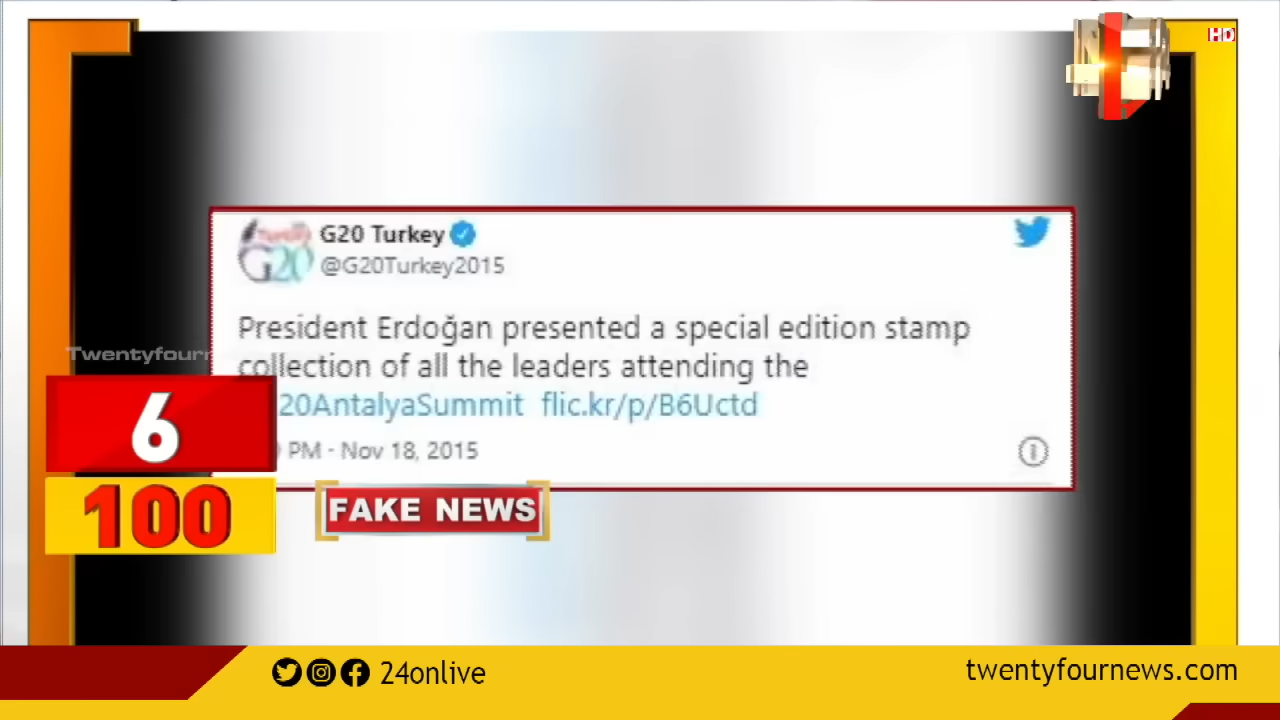 HD
G20 Turkey
@G20Turkey2015
President Erdoğan presented a special edition stamp
collection of all the leaders attending the
20AntalyaSummit flic.kr/p/B6Uctd
PM · Nov 18, 2015
Twentyfour
6
100
FAKE NEWS
24onlive
twentyfournews.com